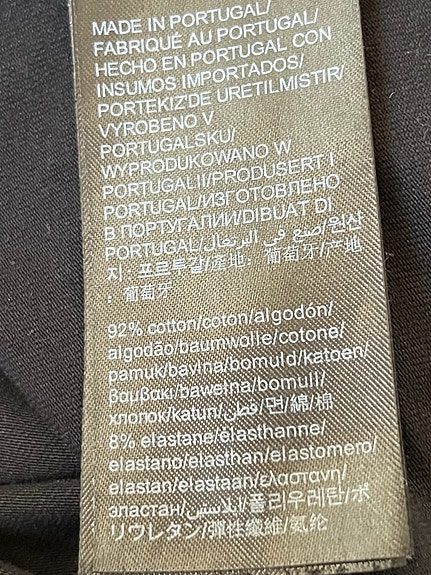 MADE IN PORTUGAL/
FABRIQUÉ AU PORTUGAL/
HECHO EN PORTUGAL CON
INSUMOS IMPORTADOS/
PORTEKIZ'DE URETILMISTIR/
VYROBENO V
PORTUGALSKU/
WYPRODUKOWANO W
PORTUGALII/PRODUSERT I
PORTUGAL/ИЗГОТОВЛЕНО
В ПОРТУГАЛИИ/DIBUAT DI
PORTUGAL/صنع في البرتغال/원산
지: 포르투갈/產地: 葡萄牙/产地
: 葡萄牙
92% cotton/coton/algodón/
algodão/baumwolle/cotone/
pamuk/bavlna/bomuld/katoen/
βαμβακι/bawełna/bomull/
хлопок/katun/قطن/면/綿/棉
8% elastane/élasthanne/
elastano/elasthan/elastomero/
elastan/elastaan/ελαστανη/
эластан/ايلاستين/폴리우레탄/ポ
リウレタン/彈性纖維/氨纶